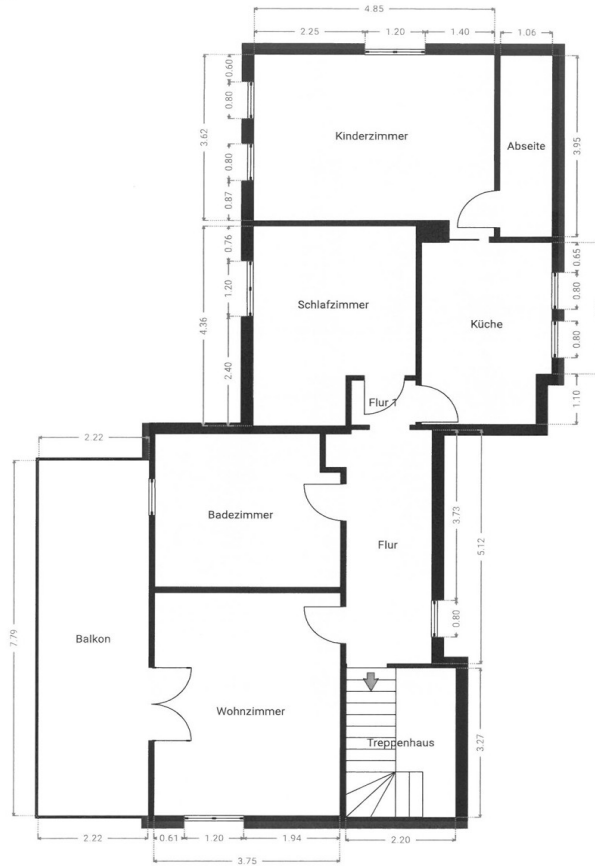 4.85
2.25 1.20 1.40 1.06
0.60
0.80
3.62
0.80
0.87
Kinderzimmer
Abseite
3.95
0.76
1.20
4.36
2.40
Schlafzimmer
Küche
0.65
0.80
0.80
1.10
Flur 1
2.22
Badezimmer
Flur
3.73
5.12
0.80
7.79
Balkon
Wohnzimmer
Treppenhaus
3.27
2.22 0.61 1.20 1.94 2.20
3.75